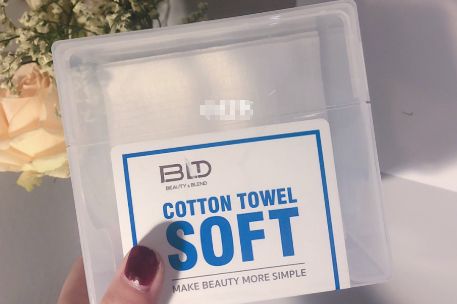 BLD
BEAUTY & BLEND
COTTON TOWEL
SOFT
MAKE BEAUTY MORE SIMPLE